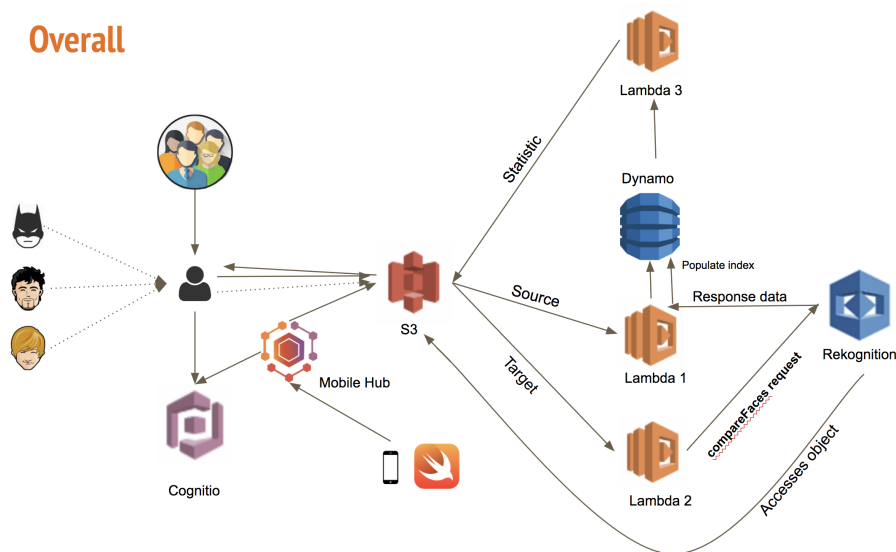 Overall
Lambda 3
Statistic
Dynamo
Populate index
Source
Response data
S3
Rekognition
Lambda 1
Mobile Hub
Target
compareFaces request
Accesses object
Cognitio
Lambda 2